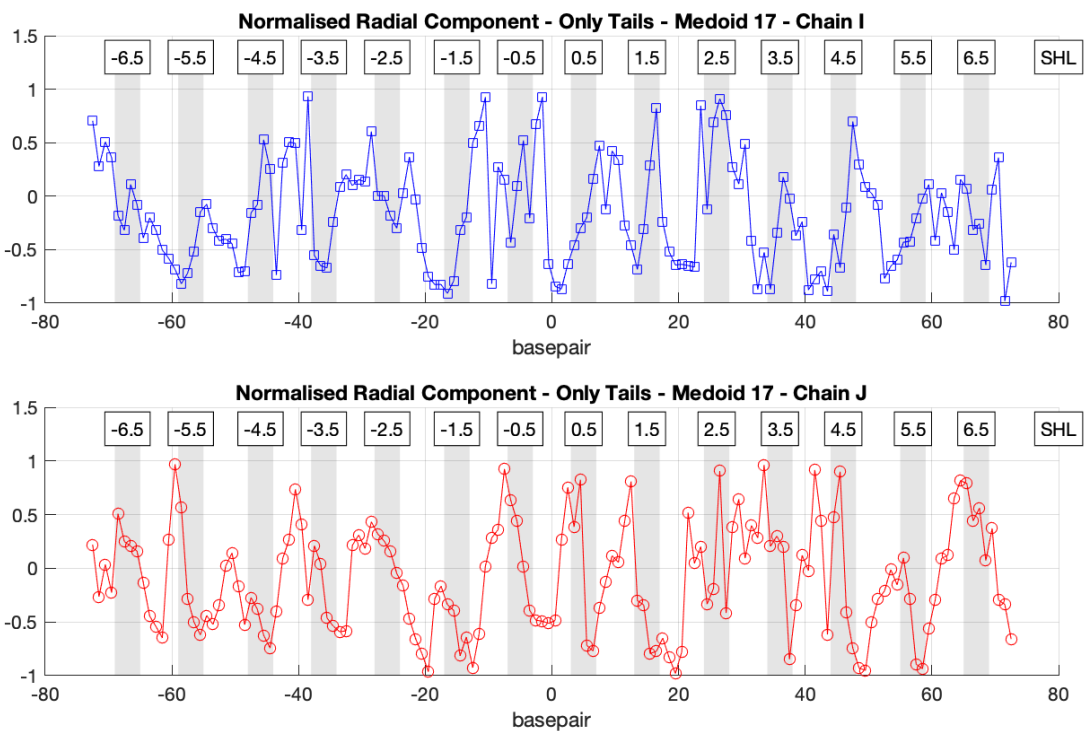 Normalised Radial Component - Only Tails - Medoid 17 - Chain I
1.5
-6.5 -5.5 -4.5 -3.5 -2.5 -1.5 -0.5 0.5 1.5 2.5 3.5 4.5 5.5 6.5 SHL
1
0.5
0
-0.5
-1
-80 -60 -40 -20 0 20 40 60 80
basepair
Normalised Radial Component - Only Tails - Medoid 17 - Chain J
1.5
-6.5 -5.5 -4.5 -3.5 -2.5 -1.5 -0.5 0.5 1.5 2.5 3.5 4.5 5.5 6.5 SHL
1
0.5
0
-0.5
-1
-80 -60 -40 -20 0 20 40 60 80
basepair